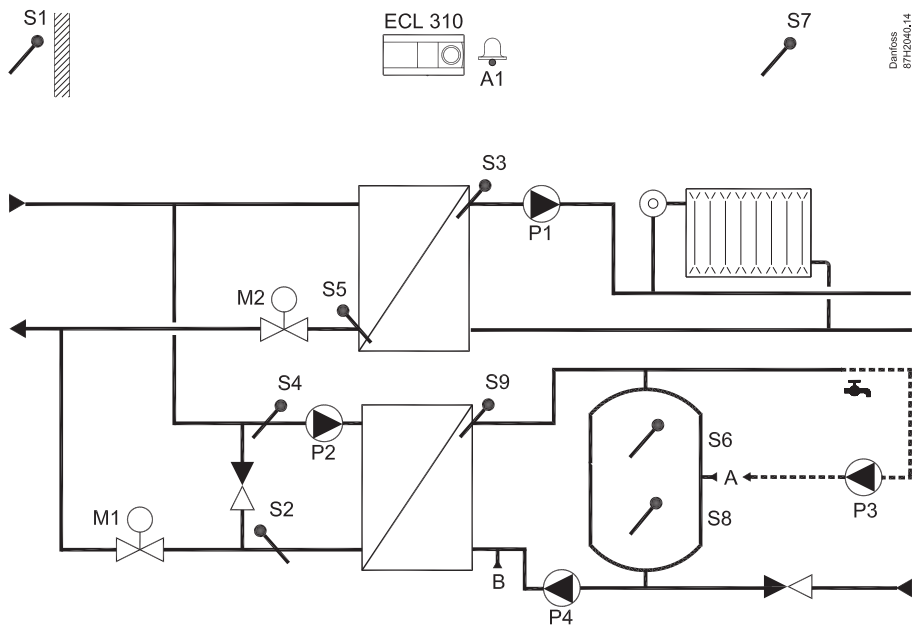 S1
ECL 310
A1
S7
Danfoss
87H2040.14
S3
P1
M2
S5
S4
P2
S9
S6
A
S8
P3
M1
S2
B
P4